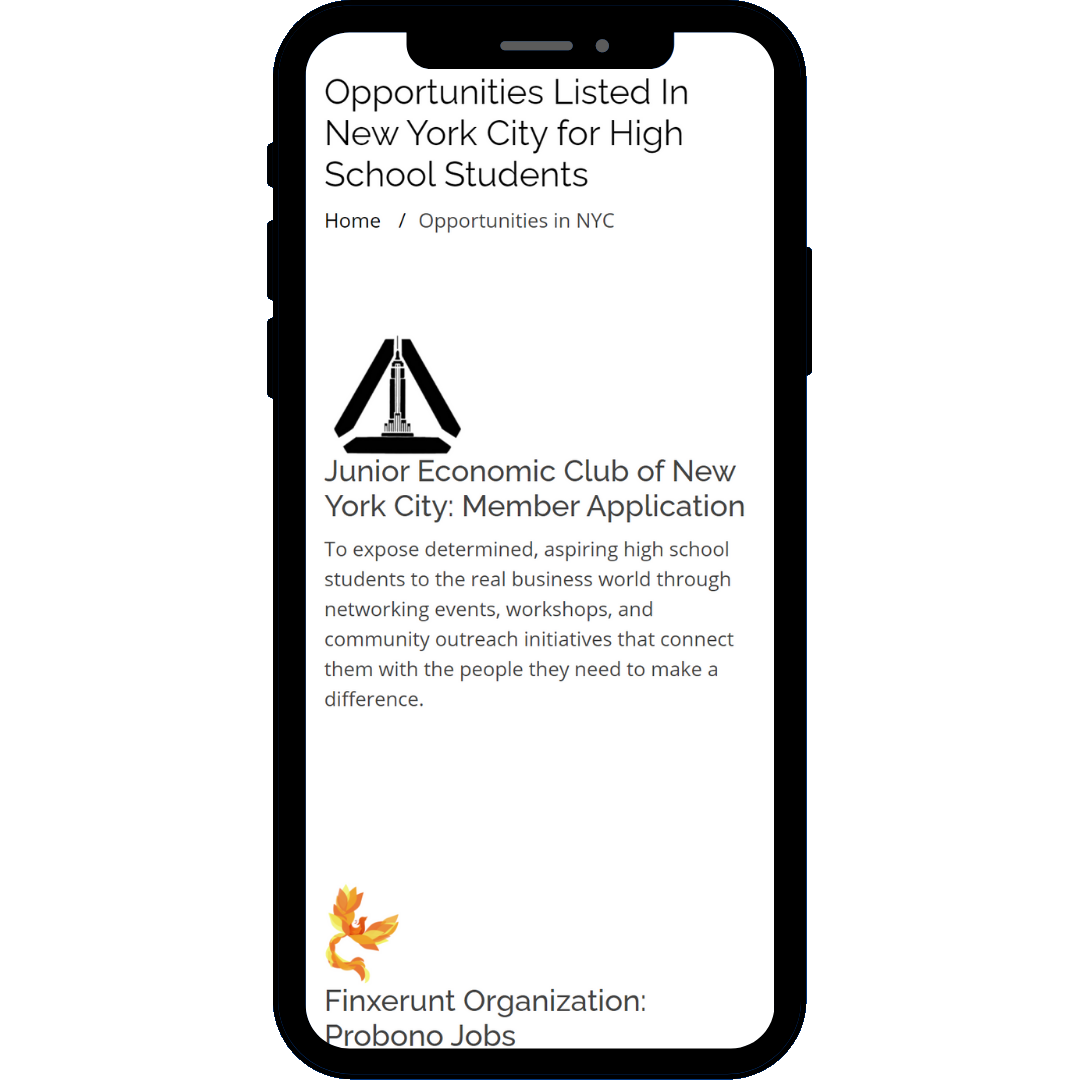 Opportunities Listed In
New York City for High
School Students
Home / Opportunities in NYC
Junior Economic Club of New
York City: Member Application
To expose determined, aspiring high school
students to the real business world through
networking events, workshops, and
community outreach initiatives that connect
them with the people they need to make a
difference.
Finxerunt Organization:
Probono Jobs